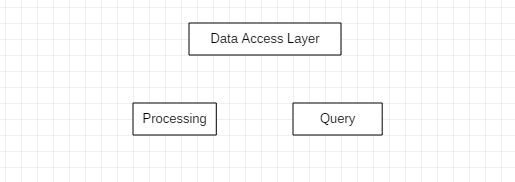 Data Access Layer
Processing
Query